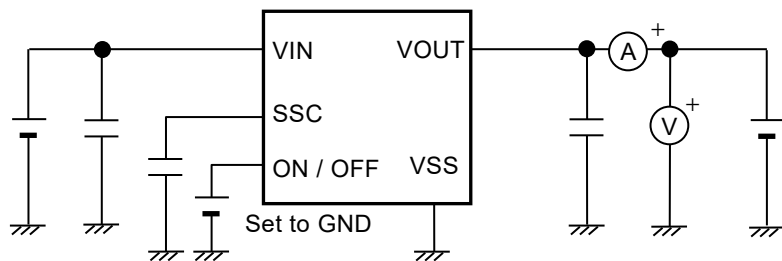 VIN
VOUT
A
+
SSC
V
+
ON / OFF
VSS
Set to GND